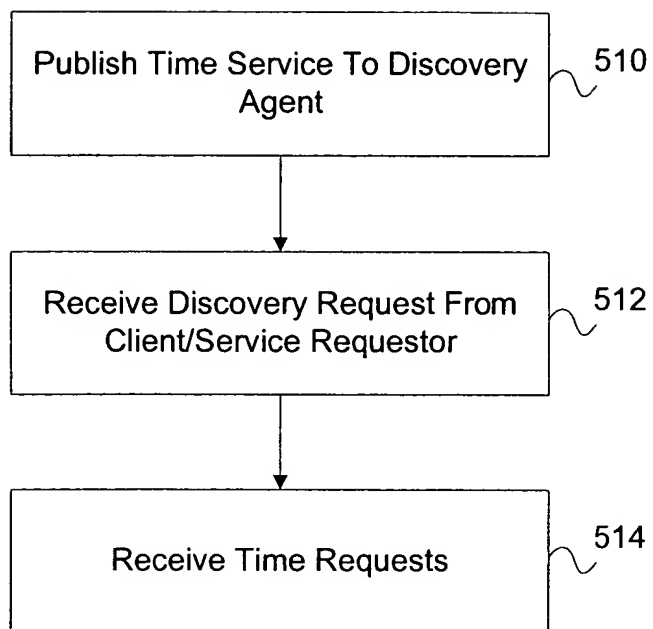 Publish Time Service To Discovery
Agent
510
Receive Discovery Request From
Client/Service Requestor
512
Receive Time Requests
514